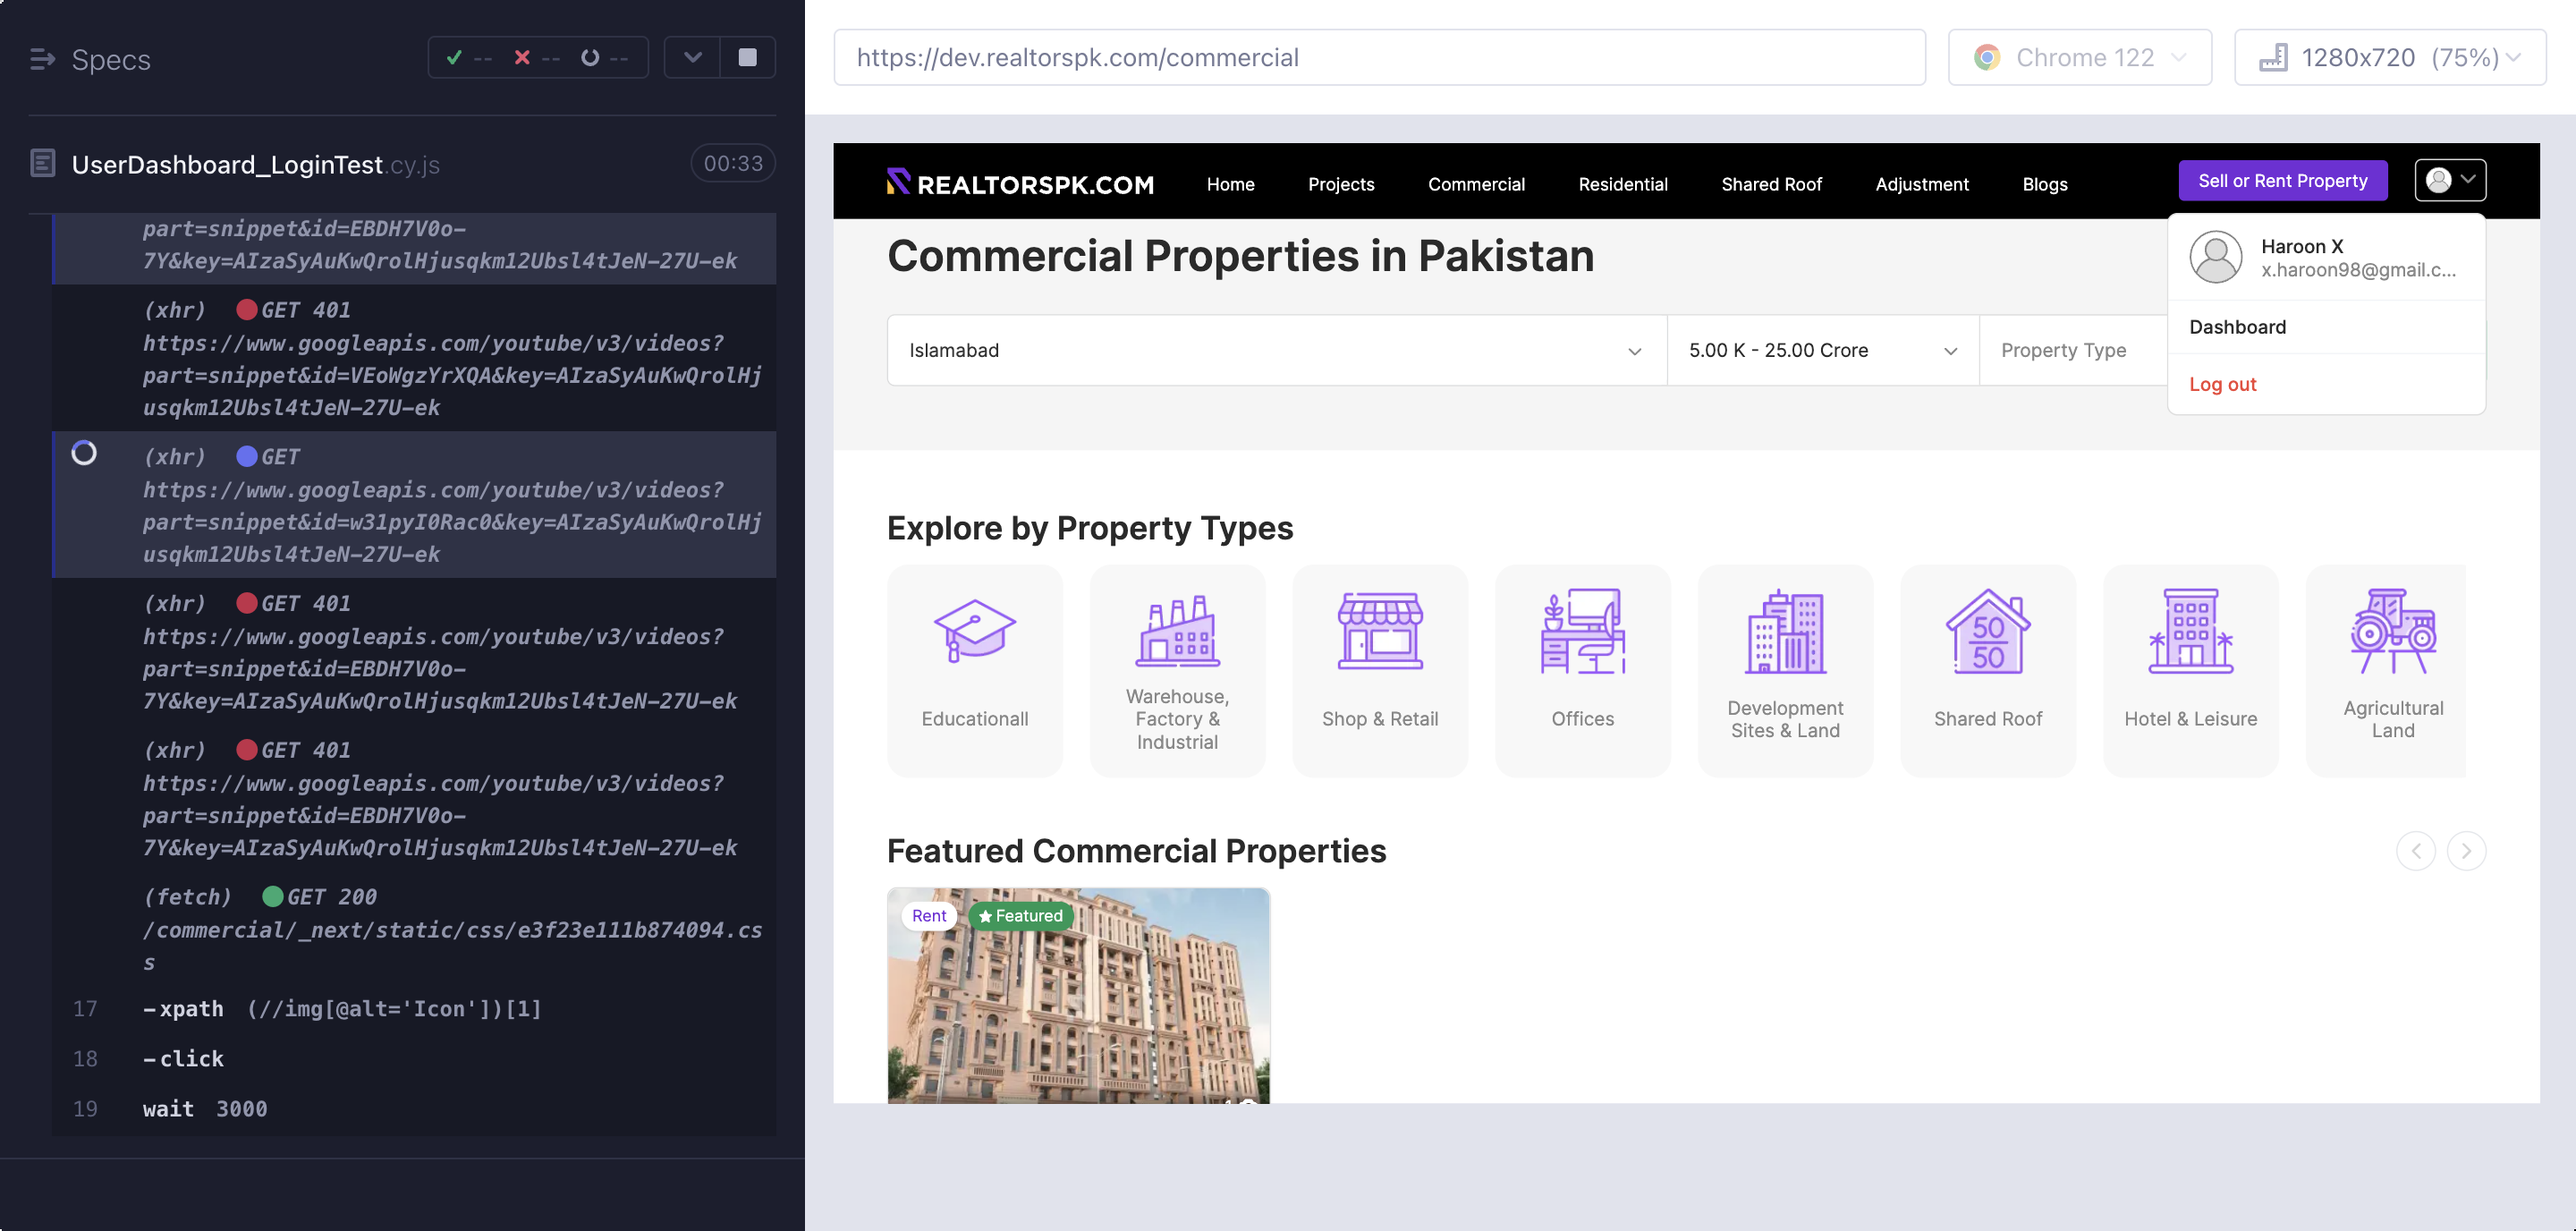 Specs
-- -- --
UserDashboard_LoginTest.cy.js
00:33
part=snippet&id=EBDH7V0o-
7Y&key=AIzaSyAuKwQrolHjusqkm12Ubsl4tJeN-27U-ek
(xhr) GET 401
https://www.googleapis.com/youtube/v3/videos?
part=snippet&id=VEoWgzYrXQA&key=AIzaSyAuKwQrolHj
usqkm12Ubsl4tJeN-27U-ek
(xhr) GET
https://www.googleapis.com/youtube/v3/videos?
part=snippet&id=w31pyI0Rac0&key=AIzaSyAuKwQrolHj
usqkm12Ubsl4tJeN-27U-ek
(xhr) GET 401
https://www.googleapis.com/youtube/v3/videos?
part=snippet&id=EBDH7V0o-
7Y&key=AIzaSyAuKwQrolHjusqkm12Ubsl4tJeN-27U-ek
(xhr) GET 401
https://www.googleapis.com/youtube/v3/videos?
part=snippet&id=EBDH7V0o-
7Y&key=AIzaSyAuKwQrolHjusqkm12Ubsl4tJeN-27U-ek
(fetch) GET 200
/commercial/_next/static/css/e3f23e111b874094.cs
s
17 -xpath (//img[@alt='Icon'])[1]
18 -click
19 wait 3000
https://dev.realtorspk.com/commercial
Chrome 122
1280x720 (75%)
REALTORSPK.COM
Home
Projects
Commercial
Residential
Shared Roof
Adjustment
Blogs
Sell or Rent Property
Haroon X
x.haroon98@gmail.c...
Dashboard
Log out
Commercial Properties in Pakistan
Islamabad
5.00 K - 25.00 Crore
Property Type
Explore by Property Types
Educationall
Warehouse,
Factory &
Industrial
Shop & Retail
Offices
Development
Sites & Land
50
50
Shared Roof
Hotel & Leisure
Agricultural
Land
Featured Commercial Properties
Rent
Featured